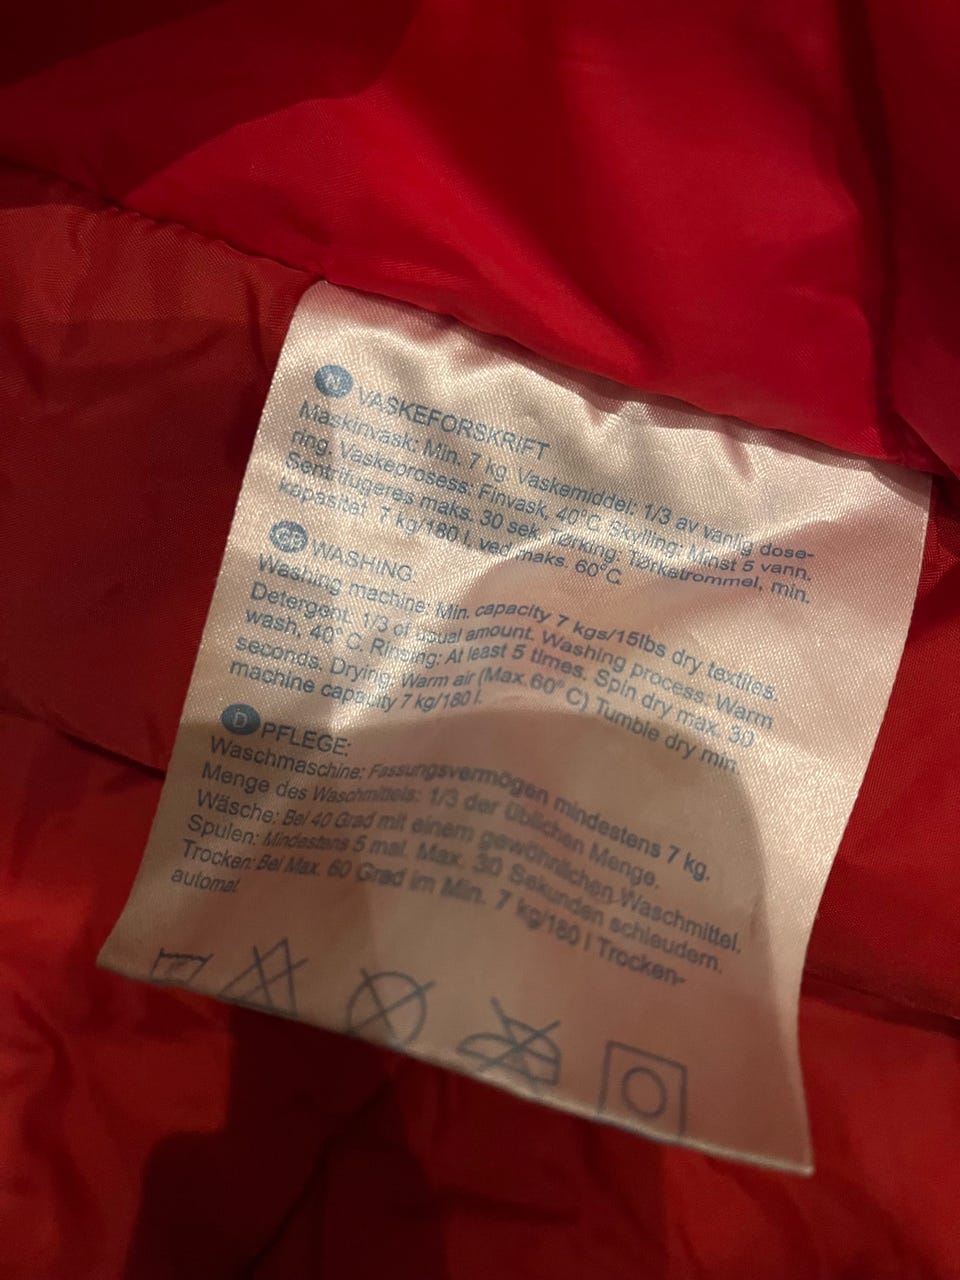 N VASKEFORSKRIFT
Maskinvask: Min. 7 kg. Vaskemiddel: 1/3 av vanlig dose-
ring. Vaskeprosess: Finvask, 40°C. Skylling: Minst 5 vann.
Sentrifugeres maks. 30 sek. Tørking: Tørketrommel, min.
kapasitet 7 kg/180 l, ved maks. 60°C
GB WASHING.
Washing machine: Min. capacity 7 kgs/15lbs dry textiles.
Detergent. 1/3 of usual amount. Washing process: Warm
wash, 40° C. Rinsing: At least 5 times. Spin dry max. 30
seconds. Drying: Warm air (Max. 60° C) Tumble dry min.
machine capacity 7 kg/180 l.
D PFLEGE:
Waschmaschine: Fassungsvermögen mindestens 7 kg.
Menge des Waschmittels: 1/3 der üblichen Menge.
Wäsche: Bei 40 Grad mit einem gewöhnlichen Waschmittel.
Spulen: Mindestens 5 mal. Max. 30 Sekunden schleudern.
Trocken: Bei Max. 60 Grad im Min. 7 kg/180 l Trocken-
automat.